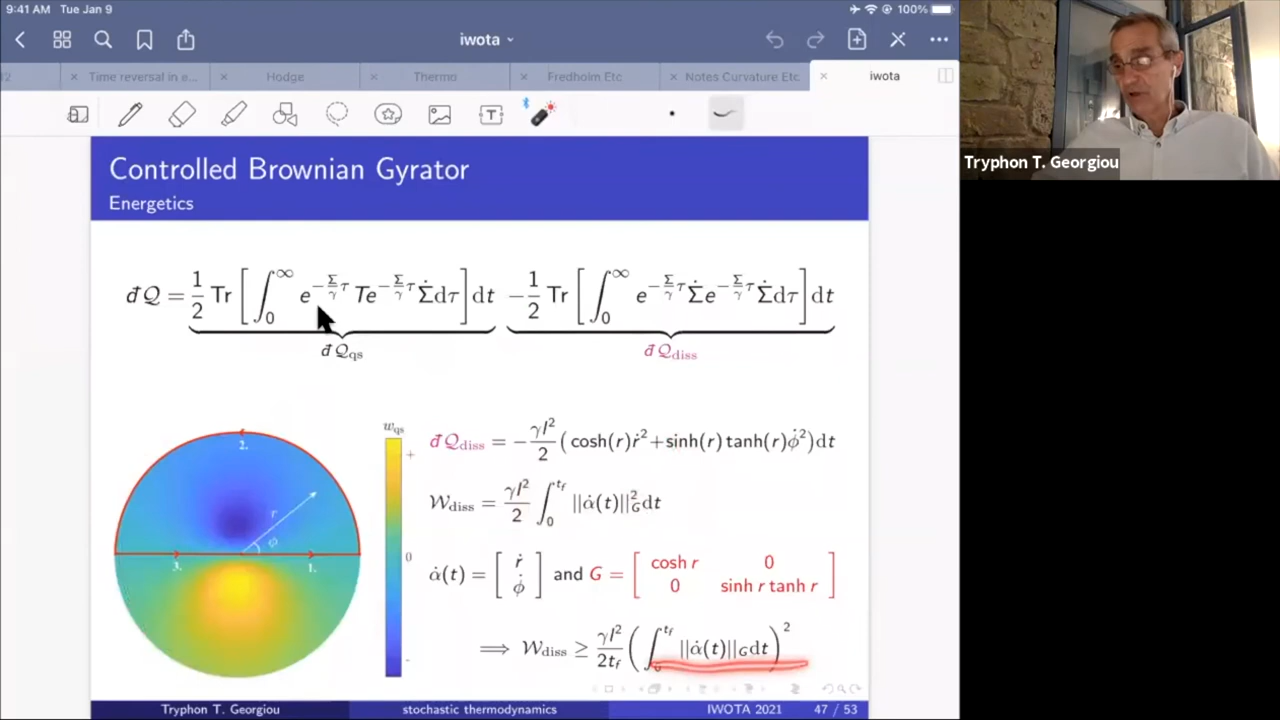 9:41 AM Tue Jan 9
100%
iwota
Time reversal in e...
Hodge
Thermo
Fredholm Etc
Notes Curvature Etc.
iwota
Controlled Brownian Gyrator
Energetics
đQ = 1/2 Tr [ ∫_0^∞ e^{-Σ/γ τ} T e^{-Σ/γ τ} Σ̇ dτ ] dt - 1/2 Tr [ ∫_0^∞ e^{-Σ/γ τ} Σ̇ e^{-Σ/γ τ} Σ̇ dτ ] dt
đQ_qs đQ_diss
w_qs
+
0
-
2.
r
ϕ
3. 1.
đQ_diss = - γl²/2 ( cosh(r)ṙ² + sinh(r) tanh(r)ϕ̇² ) dt
W_diss = γl²/2 ∫_0^{t_f} ||α̇(t)||²_G dt
α̇(t) = [ ṙ ϕ̇ ] and G = [ cosh r 0
0 sinh r tanh r ]
⟹ W_diss ≥ γl²/2t_f ( ∫_0^{t_f} ||α̇(t)||_G dt )²
Tryphon T. Georgiou stochastic thermodynamics IWOTA 2021 47 / 53
Tryphon T. Georgiou